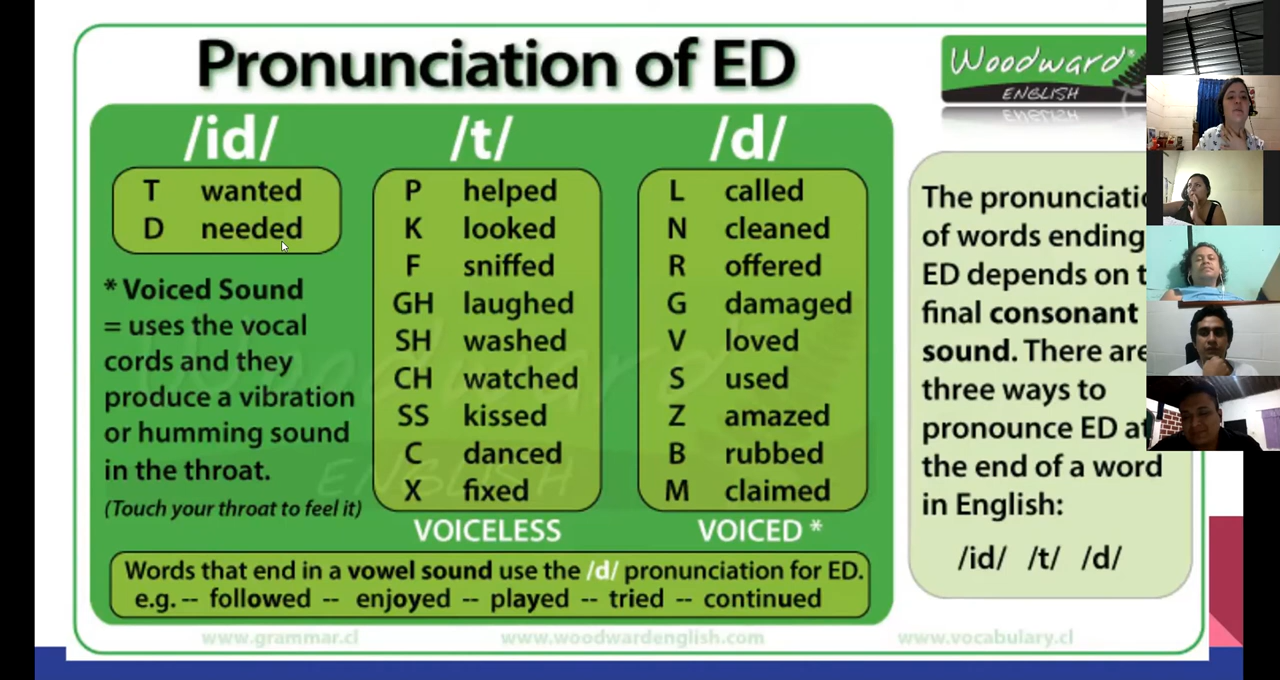 Pronunciation of ED
Woodward®
ENGLISH
/id/
T wanted
D needed
* Voiced Sound
= uses the vocal
cords and they
produce a vibration
or humming sound
in the throat.
(Touch your throat to feel it)
/t/
P helped
K looked
F sniffed
GH laughed
SH washed
CH watched
SS kissed
C danced
X fixed
VOICELESS
/d/
L called
N cleaned
R offered
G damaged
V loved
S used
Z amazed
B rubbed
M claimed
VOICED *
Words that end in a vowel sound use the /d/ pronunciation for ED.
e.g. -- followed -- enjoyed -- played -- tried -- continued
The
of words ending
ED depends on
final consonant
sound. There are
three ways to
pronounce ED
the end of a word
in English:
/id/ /t/ /d/
www.grammar.cl
www.woodwardenglish.com
www.vocabulary.cl